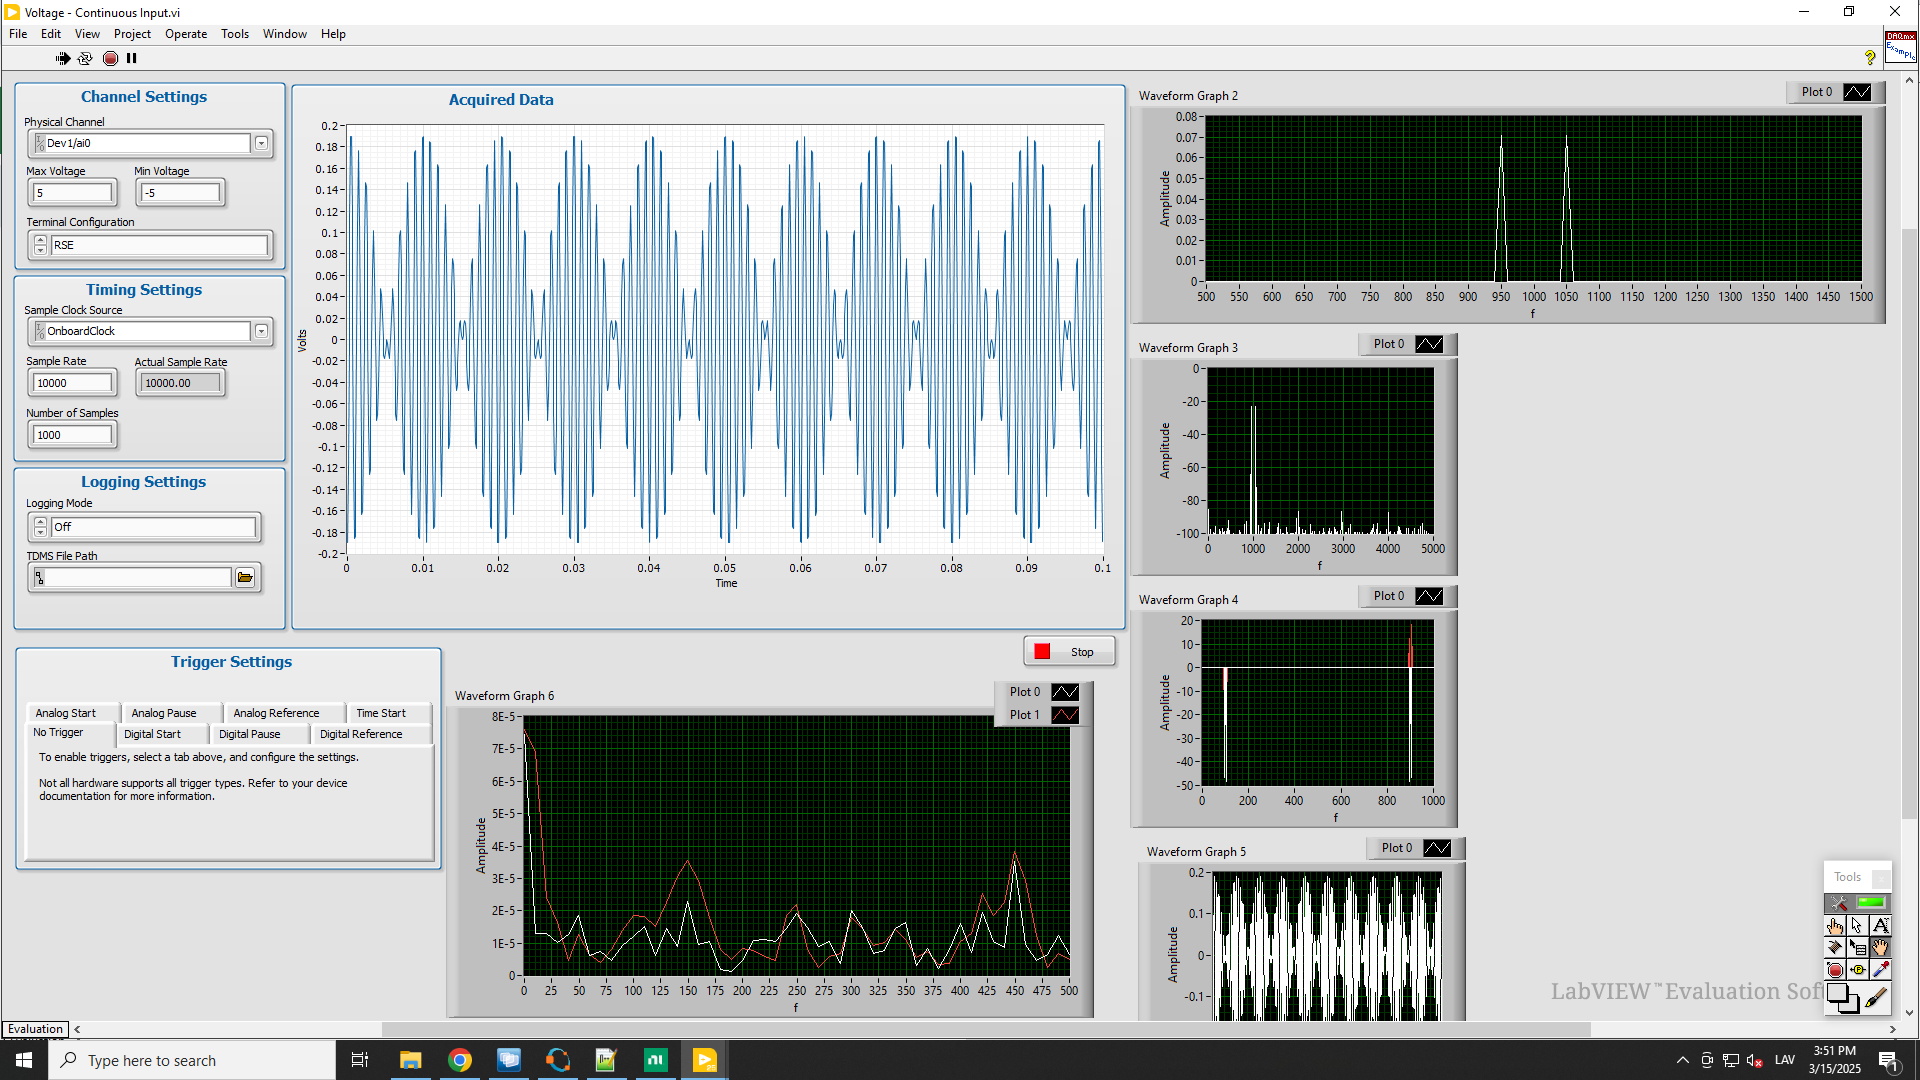 Voltage - Continuous Input.vi
File Edit View Project Operate Tools Window Help
Channel Settings
Physical Channel
Dev1/ai0
Max Voltage Min Voltage
5 -5
Terminal Configuration
RSE
Timing Settings
Sample Clock Source
OnboardClock
Sample Rate Actual Sample Rate
10000 10000.00
Number of Samples
1000
Logging Settings
Logging Mode
Off
TDMS File Path
Acquired Data
0.2
0.18
0.16
0.14
0.12
0.1
0.08
0.06
0.04
0.02
0
-0.02
-0.04
-0.06
-0.08
-0.1
-0.12
-0.14
-0.16
-0.18
-0.2
Volts
0 0.01 0.02 0.03 0.04 0.05 0.06 0.07 0.08 0.09 0.1
Time
Stop
Trigger Settings
Analog Start Analog Pause Analog Reference Time Start
No Trigger Digital Start Digital Pause Digital Reference
To enable triggers, select a tab above, and configure the settings.
Not all hardware supports all trigger types. Refer to your device
documentation for more information.
Waveform Graph 6
Plot 0
Plot 1
8E-5
7E-5
6E-5
5E-5
4E-5
3E-5
2E-5
1E-5
0
Amplitude
0 25 50 75 100 125 150 175 200 225 250 275 300 325 350 375 400 425 450 475 500
f
DAQmx
Example
Waveform Graph 2
Plot 0
0.08
0.07
0.06
0.05
0.04
0.03
0.02
0.01
0
Amplitude
500 550 600 650 700 750 800 850 900 950 1000 1050 1100 1150 1200 1250 1300 1350 1400 1450 1500
f
Waveform Graph 3
Plot 0
0
-20
-40
-60
-80
-100
Amplitude
0 1000 2000 3000 4000 5000
f
Waveform Graph 4
Plot 0
20
10
0
-10
-20
-30
-40
-50
Amplitude
0 200 400 600 800 1000
f
Waveform Graph 5
Plot 0
0.2
0.1
0
-0.1
Amplitude
Tools
LabVIEW™ Evaluation Sof
Evaluation
Type here to search
LAV
3:51 PM
3/15/2025
1